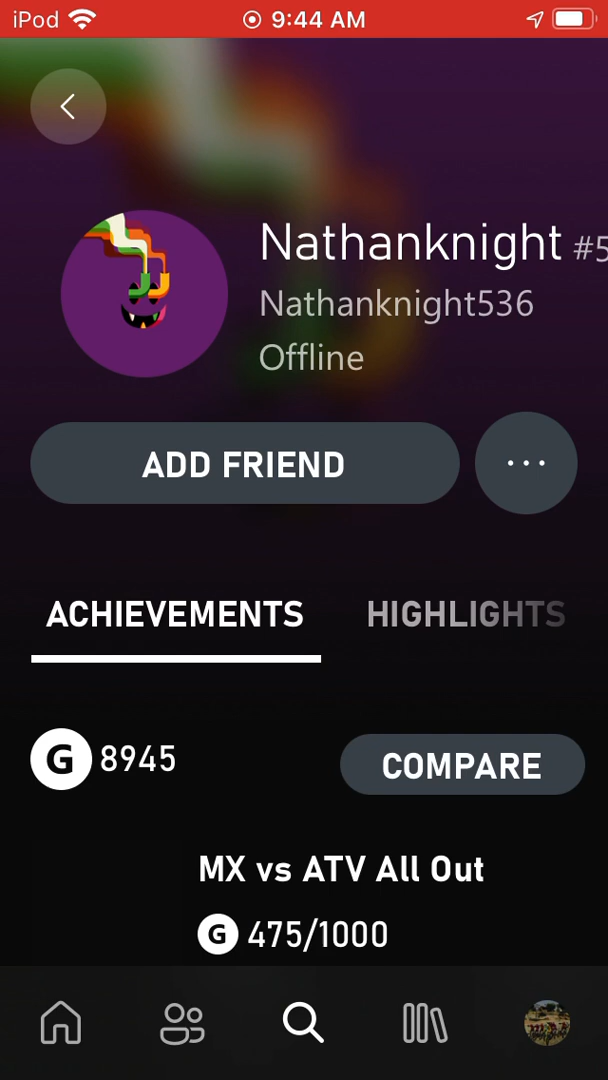 iPod 9:44 AM
Nathanknight #5
Nathanknight536
Offline
ADD FRIEND
ACHIEVEMENTS HIGHLIGHTS
G 8945 COMPARE
MX vs ATV All Out
G 475/1000